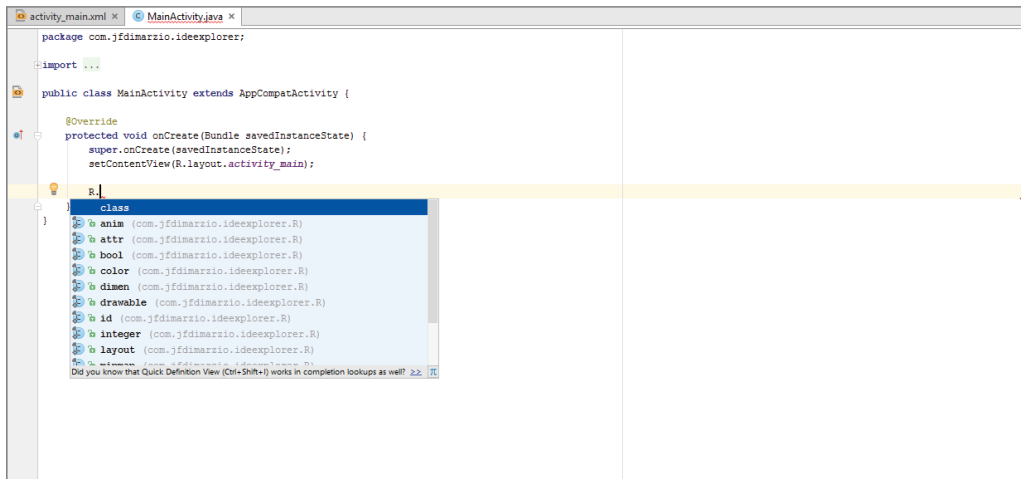 activity_main.xml × MainActivity.java ×
package com.jfdimarzio.ideexplorer;
import ...
public class MainActivity extends AppCompatActivity {
@Override
protected void onCreate(Bundle savedInstanceState) {
super.onCreate(savedInstanceState);
setContentView(R.layout.activity_main);
R.
}
class
}
anim (com.jfdimarzio.ideexplorer.R)
attr (com.jfdimarzio.ideexplorer.R)
bool (com.jfdimarzio.ideexplorer.R)
color (com.jfdimarzio.ideexplorer.R)
dimen (com.jfdimarzio.ideexplorer.R)
drawable (com.jfdimarzio.ideexplorer.R)
id (com.jfdimarzio.ideexplorer.R)
integer (com.jfdimarzio.ideexplorer.R)
layout (com.jfdimarzio.ideexplorer.R)
mipmap (com.jfdimarzio.ideexplorer.R)
Did you know that Quick Definition View (Ctrl+Shift+I) works in completion lookups as well? >> π